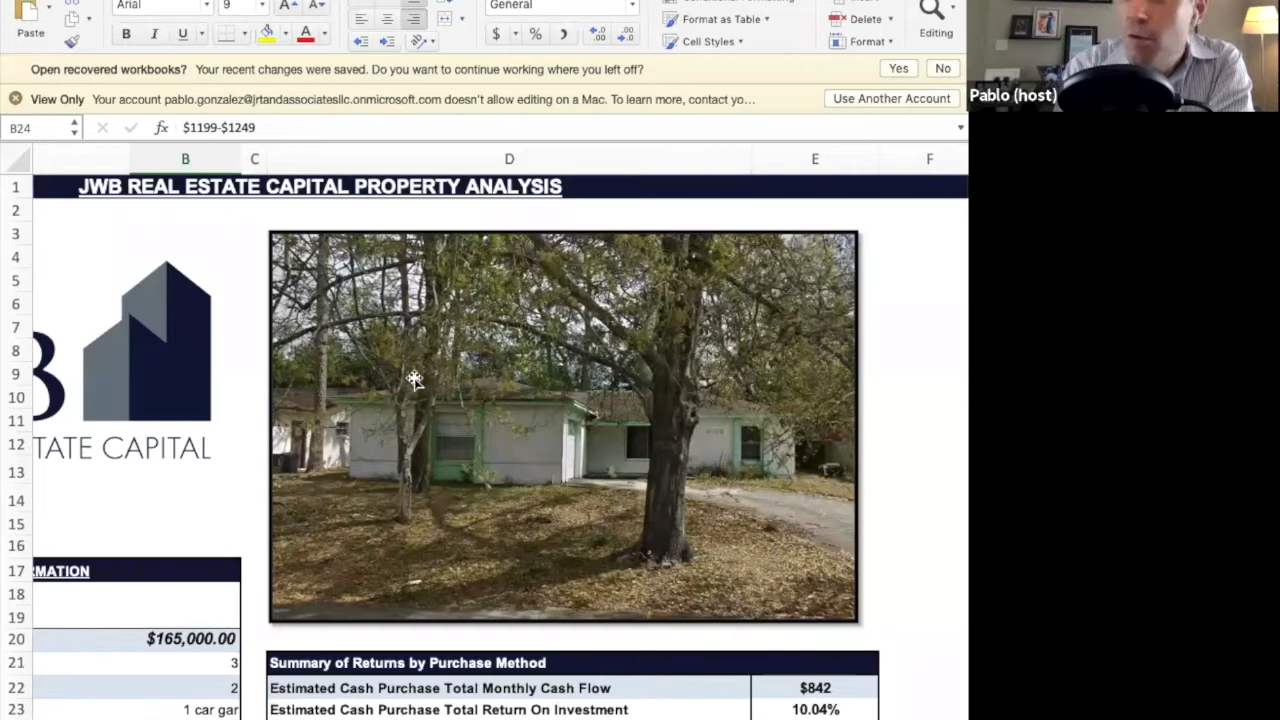 Arial
9
A
A
General
Format as Table
Delete
Paste
B I U
A
$ % 
Cell Styles
Format
Editing
Open recovered workbooks? Your recent changes were saved. Do you want to continue working where you left off?
Yes
No
View Only Your account pablo.gonzalez@jrtandassociatesllc.onmicrosoft.com doesn't allow editing on a Mac. To learn more, contact yo...
Use Another Account
Pablo (host)
B24
fx
$1199-$1249
B C D E F
1
JWB REAL ESTATE CAPITAL PROPERTY ANALYSIS
2
3
4
5
6
7
8
9
10
11
12
TATE CAPITAL
13
14
15
16
17
RMATION
18
19
20
$165,000.00
21
3
Summary of Returns by Purchase Method
22
2
Estimated Cash Purchase Total Monthly Cash Flow
$842
23
1 car gar
Estimated Cash Purchase Total Return On Investment
10.04%